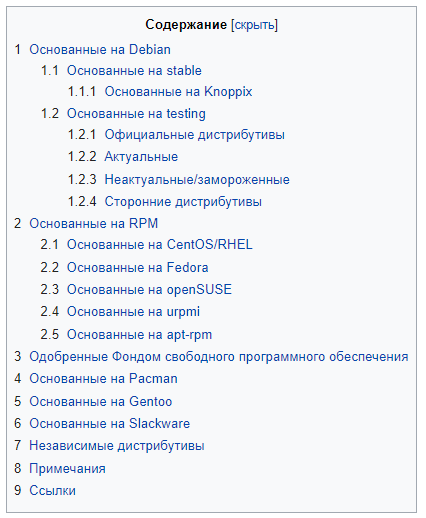 Содержание [скрыть]
1 Основанные на Debian
1.1 Основанные на stable
1.1.1 Основанные на Knoppix
1.2 Основанные на testing
1.2.1 Официальные дистрибутивы
1.2.2 Актуальные
1.2.3 Неактуальные/замороженные
1.2.4 Сторонние дистрибутивы
2 Основанные на RPM
2.1 Основанные на CentOS/RHEL
2.2 Основанные на Fedora
2.3 Основанные на openSUSE
2.4 Основанные на urpmi
2.5 Основанные на apt-rpm
3 Одобренные Фондом свободного программного обеспечения
4 Основанные на Pacman
5 Основанные на Gentoo
6 Основанные на Slackware
7 Независимые дистрибутивы
8 Примечания
9 Ссылки